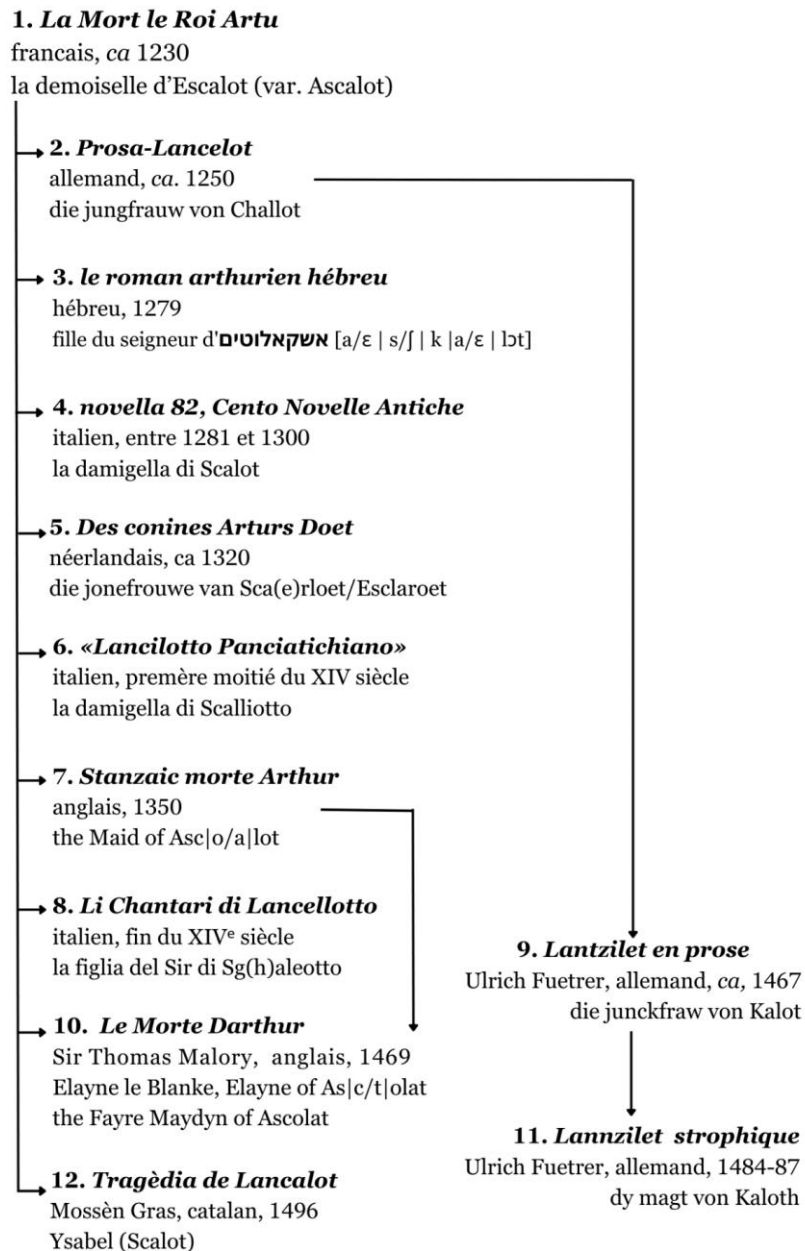 1. La Mort le Roi Artu
francais, ca 1230
la demoiselle d'Escalot (var. Ascalot)
2. Prosa-Lancelot
allemand, ca. 1250
die jungfrauw von Challot
3. le roman arthurien hébreu
hébreu, 1279
fille du seigneur d'אשקאלוטים [a/ɛ | s/ʃ | k |a/ɛ | lɔt]
4. novella 82, Cento Novelle Antiche
italien, entre 1281 et 1300
la damigella di Scalot
5. Des conines Arturs Doet
néerlandais, ca 1320
die jonefrouwe van Sca(e)rloet/Esclaroet
6. «Lancilotto Panciatichiano»
italien, premère moitié du XIV siècle
la damigella di Scalliotto
7. Stanzaic morte Arthur
anglais, 1350
the Maid of Asc|o/a|lot
8. Li Chantari di Lancellotto
italien, fin du XIVᵉ siècle
la figlia del Sir di Sg(h)aleotto
9. Lantzilet en prose
Ulrich Fuetrer, allemand, ca, 1467
die junckfraw von Kalot
10. Le Morte Darthur
Sir Thomas Malory, anglais, 1469
Elayne le Blanke, Elayne of As|c/t|olat
the Fayre Maydyn of Ascolat
11. Lannzilet strophique
Ulrich Fuetrer, allemand, 1484-87
dy magt von Kaloth
12. Tragèdia de Lancalot
Mossèn Gras, catalan, 1496
Ysabel (Scalot)